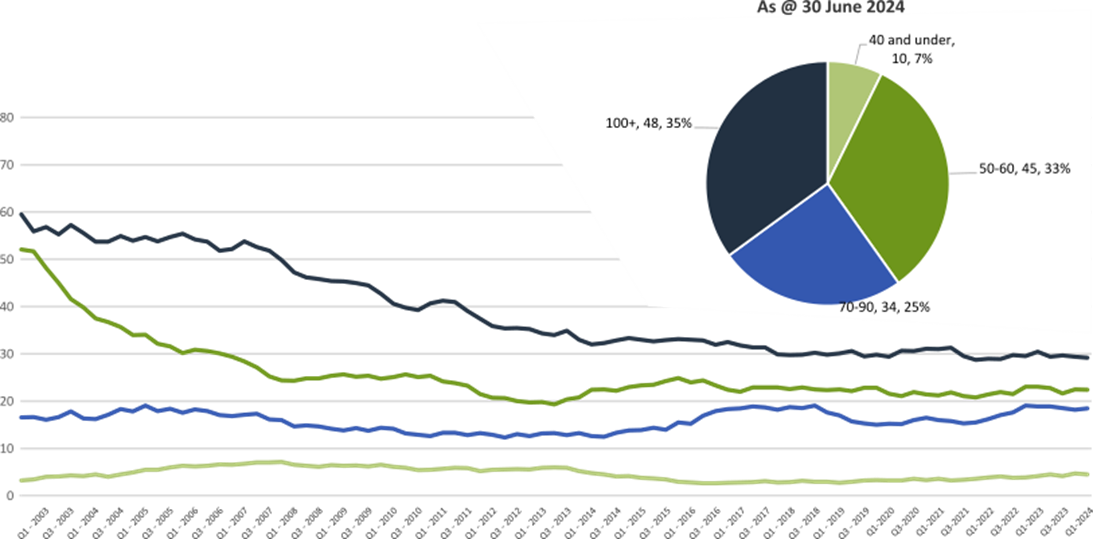 As @ 30 June 2024
40 and under,
10, 7%
100+, 48, 35%
50-60, 45, 33%
70-90, 34, 25%
80
70
60
50
40
30
20
10
0
Q1 - 2003
Q3 - 2003
Q1 - 2004
Q3 - 2004
Q1 - 2005
Q3 - 2005
Q1 - 2006
Q3 - 2006
Q1 - 2007
Q3 - 2007
Q1 - 2008
Q3 - 2008
Q1 - 2009
Q3 - 2009
Q1 - 2010
Q3 - 2010
Q1 - 2011
Q3 - 2011
Q1 - 2012
Q3 - 2012
Q1 - 2013
Q3 - 2013
Q1 - 2014
Q3 - 2014
Q1 - 2015
Q3 - 2015
Q1 - 2016
Q3 - 2016
Q1 - 2017
Q3 - 2017
Q1 - 2018
Q3 - 2018
Q1 - 2019
Q3 - 2019
Q1-2020
Q3-2020
Q1-2021
Q3-2021
Q1-2022
Q3-2022
Q1-2023
Q3-2023
Q1-2024